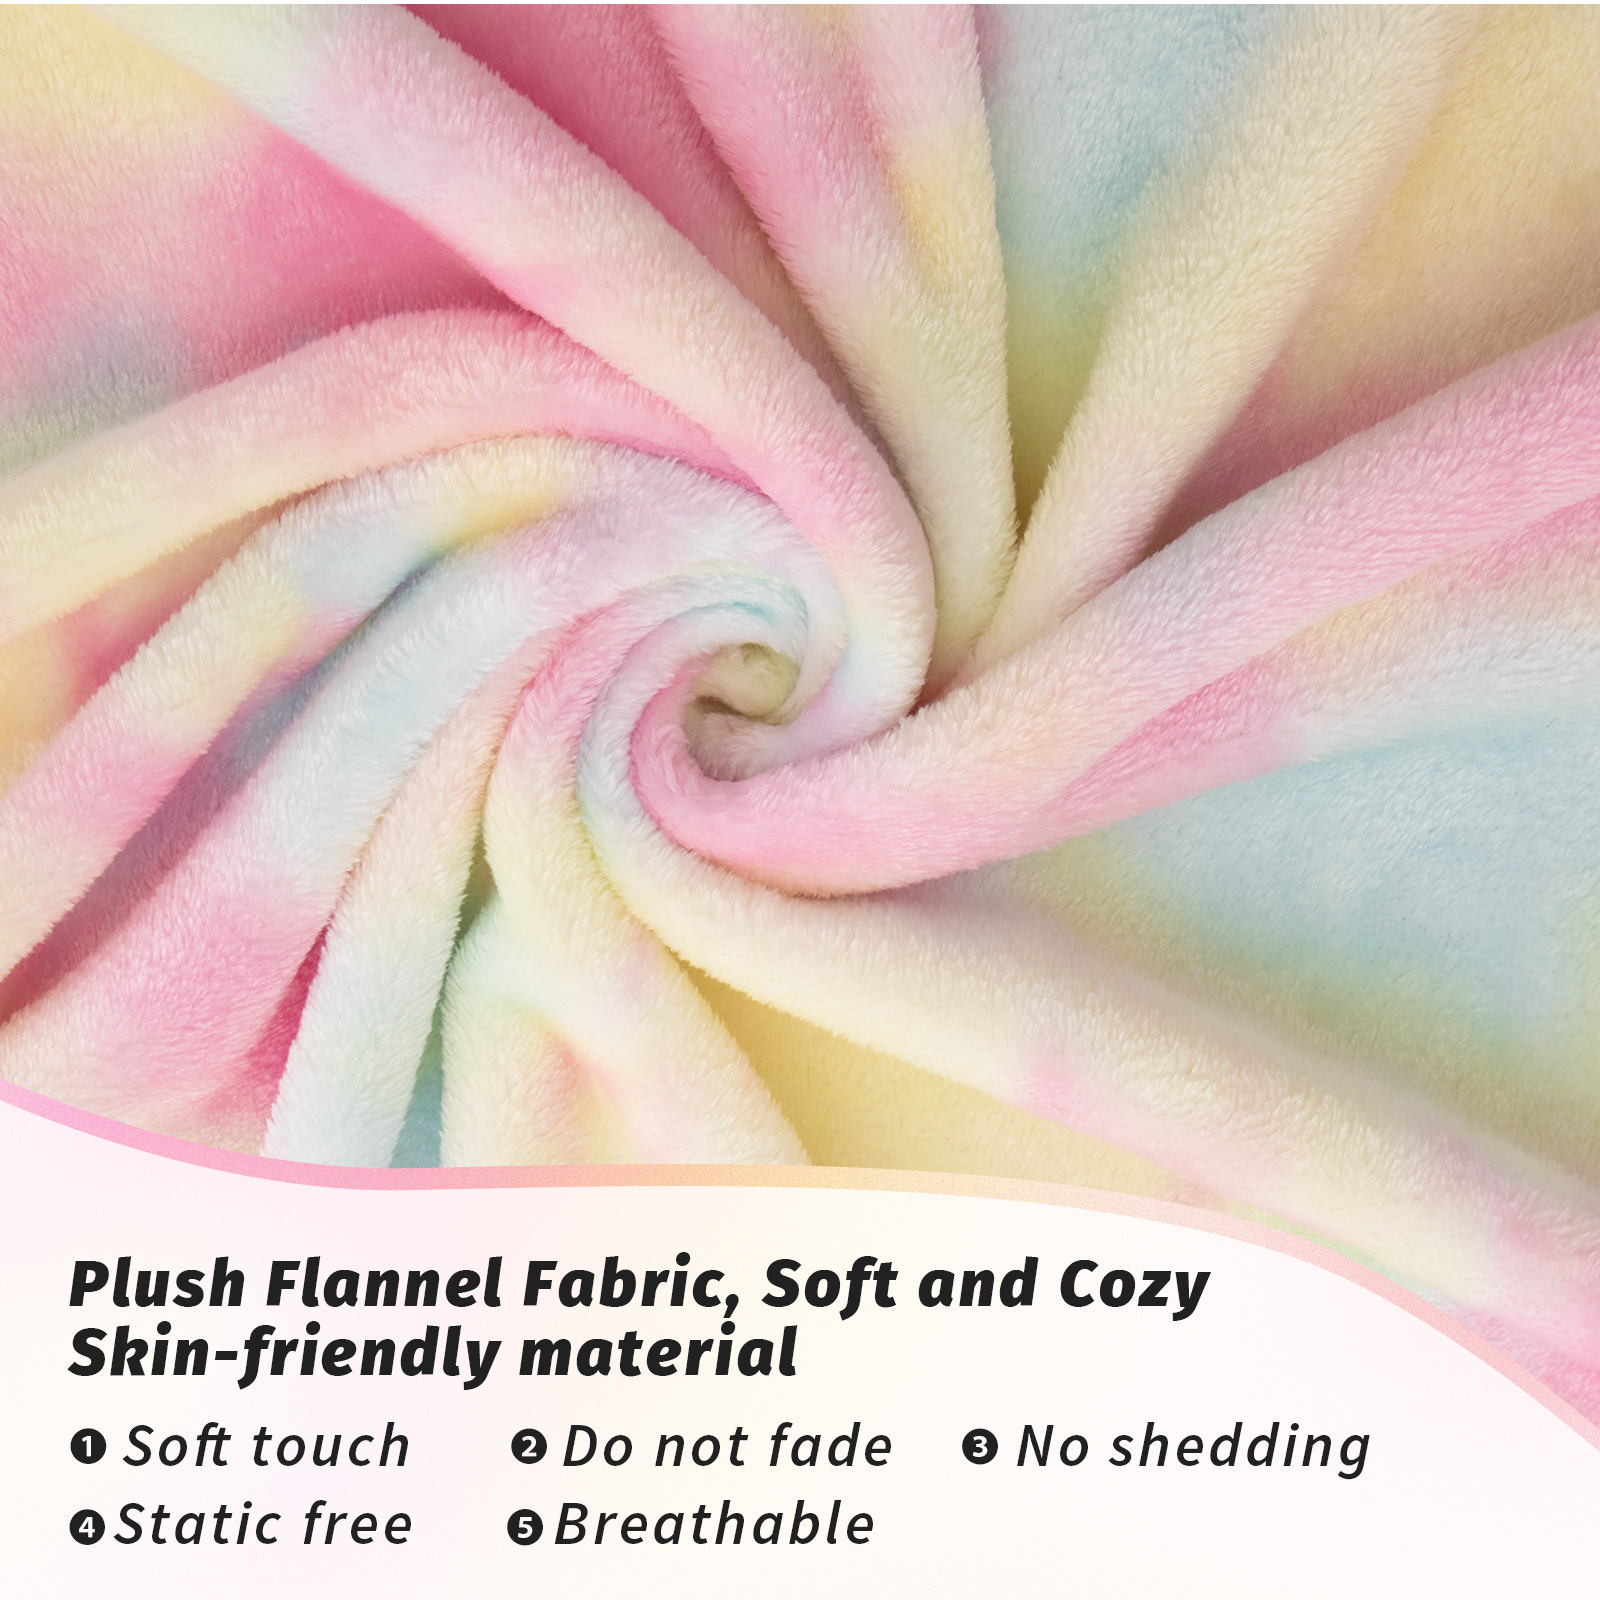 Plush Flannel Fabric, Soft and Cozy
Skin-friendly material
❶ Soft touch ❷ Do not fade ❸ No shedding
❹ Static free ❺ Breathable